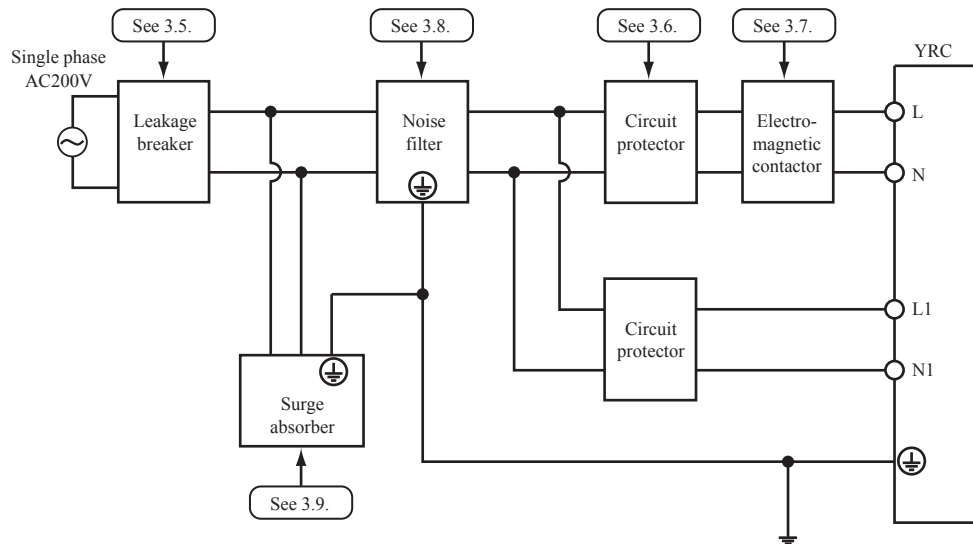 See 3.5.
See 3.8.
See 3.6.
See 3.7.
Single phase
AC200V
YRC
Leakage
breaker
Noise
filter
Circuit
protector
Electro-
magnetic
contactor
L
N
Circuit
protector
L1
N1
Surge
absorber
See 3.9.